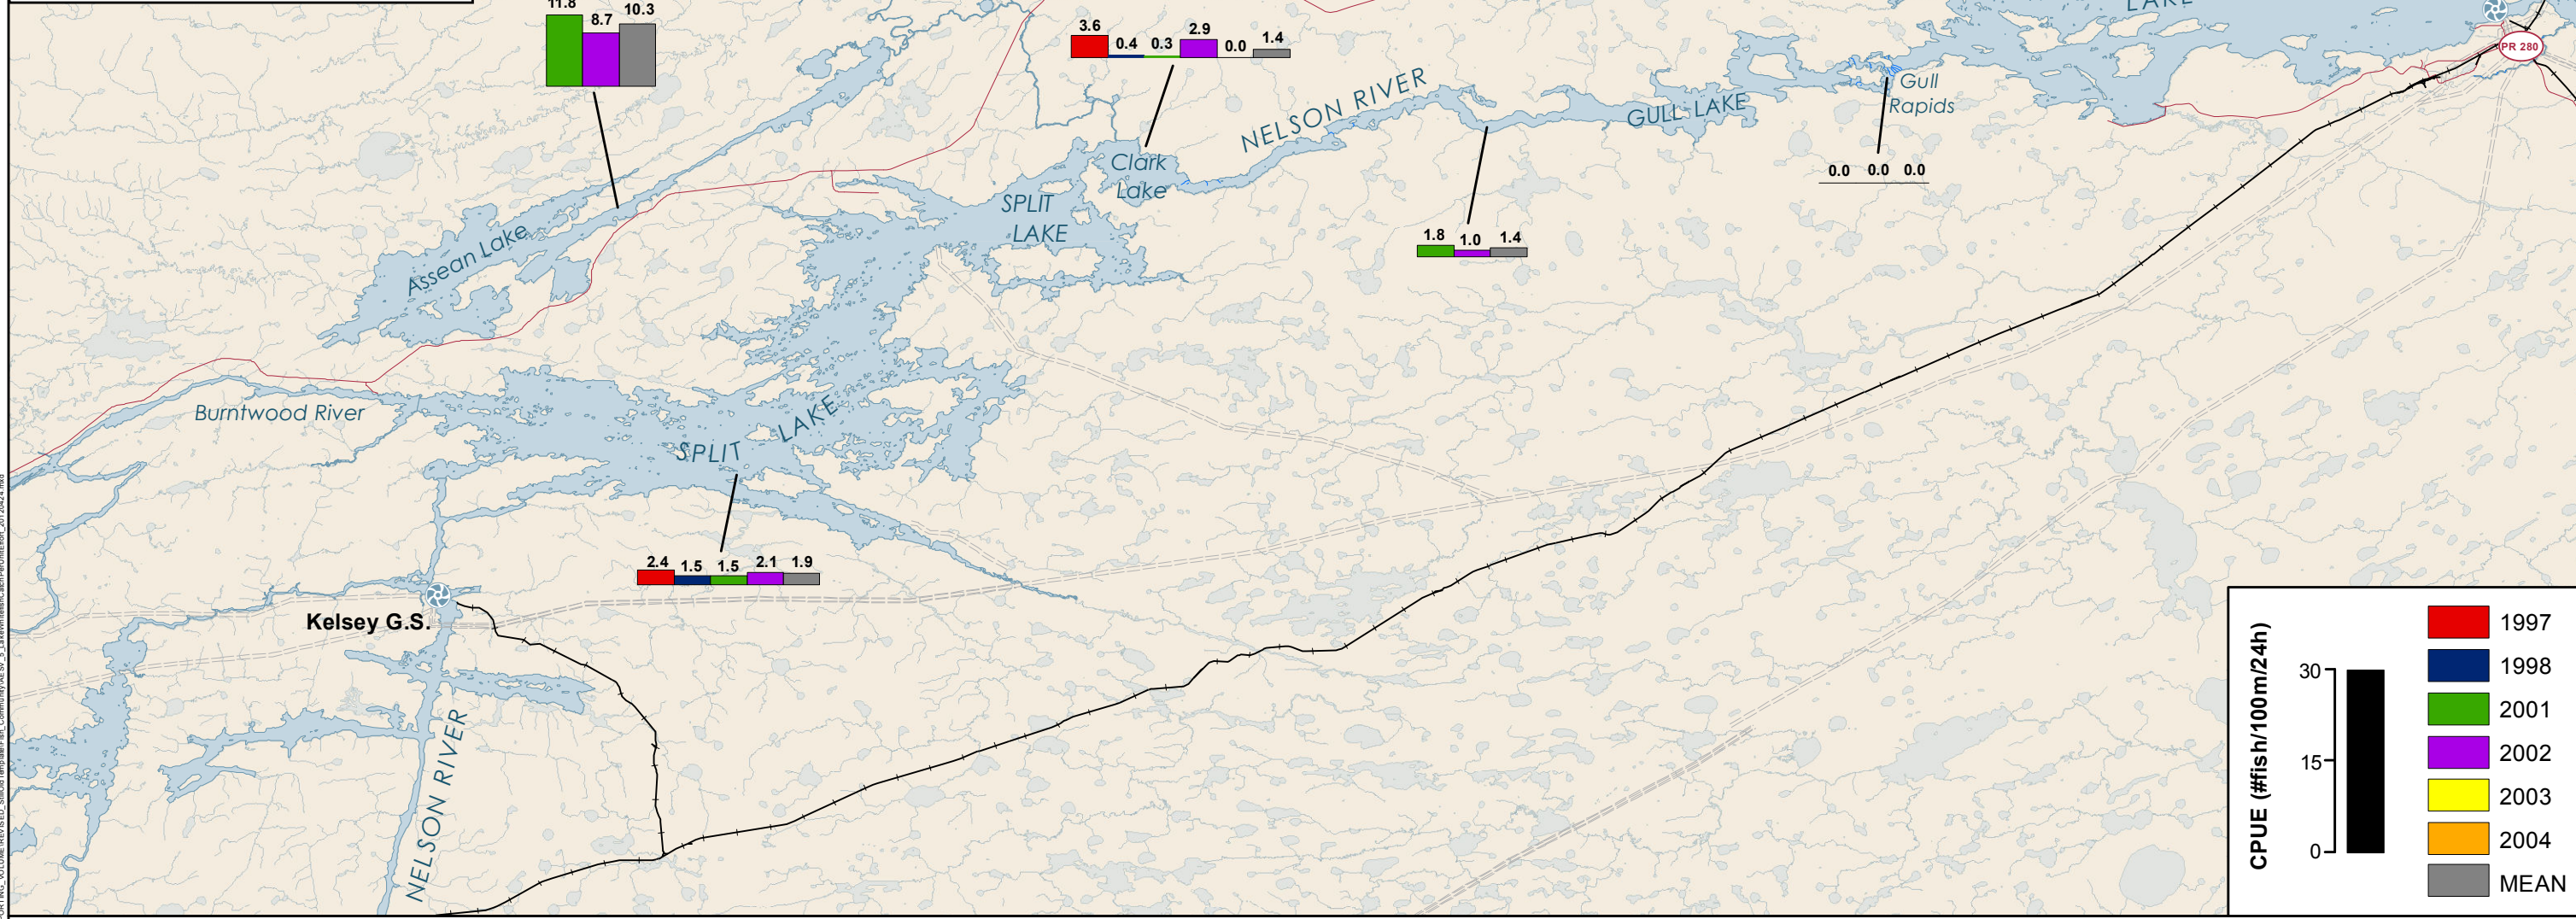 11.8 8.7 10.3
3.6 0.4 0.3 2.9 0.0 1.4
LAKE
PR 280
Gull
Rapids
NELSON RIVER
GULL LAKE
Clark
Lake
0.0 0.0 0.0
SPLIT
LAKE
Assean Lake
1.8 1.0 1.4
Burntwood River
SPLIT LAKE
2.4 1.5 1.5 2.1 1.9
Kelsey G.S.
NELSON RIVER
CPUE (#fish/100m/24h)
30
15
0
1997
1998
2001
2002
2003
2004
MEAN